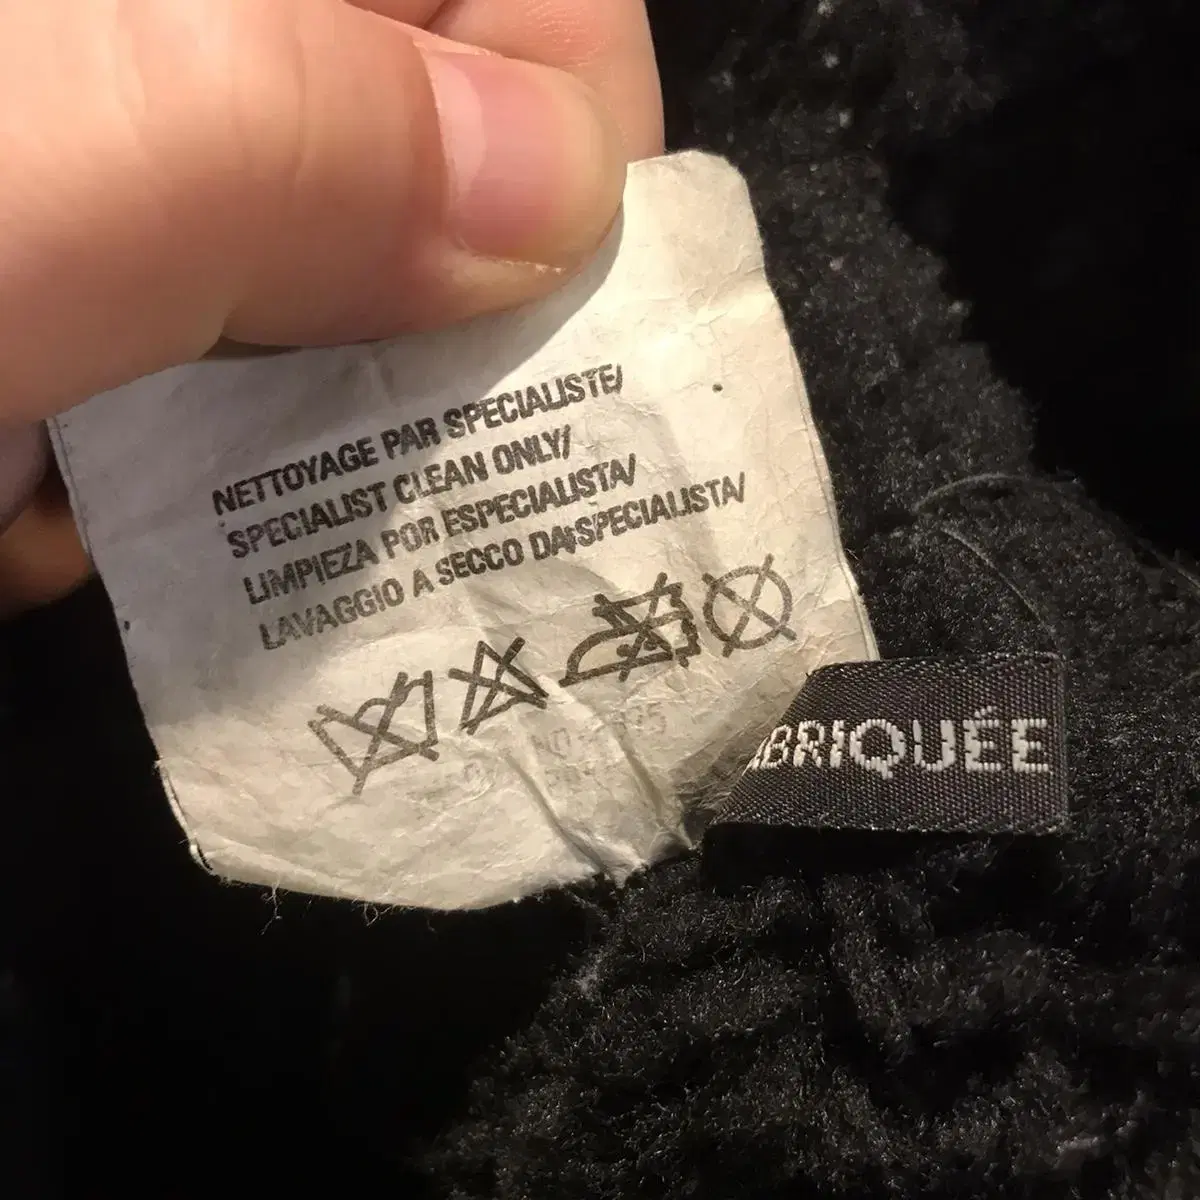 NETTOYAGE PAR SPECIALISTE/
SPECIALIST CLEAN ONLY/
LIMPIEZA POR ESPECIALISTA/
LAVAGGIO A SECCO DA SPECIALISTA/
BRIQUÉE